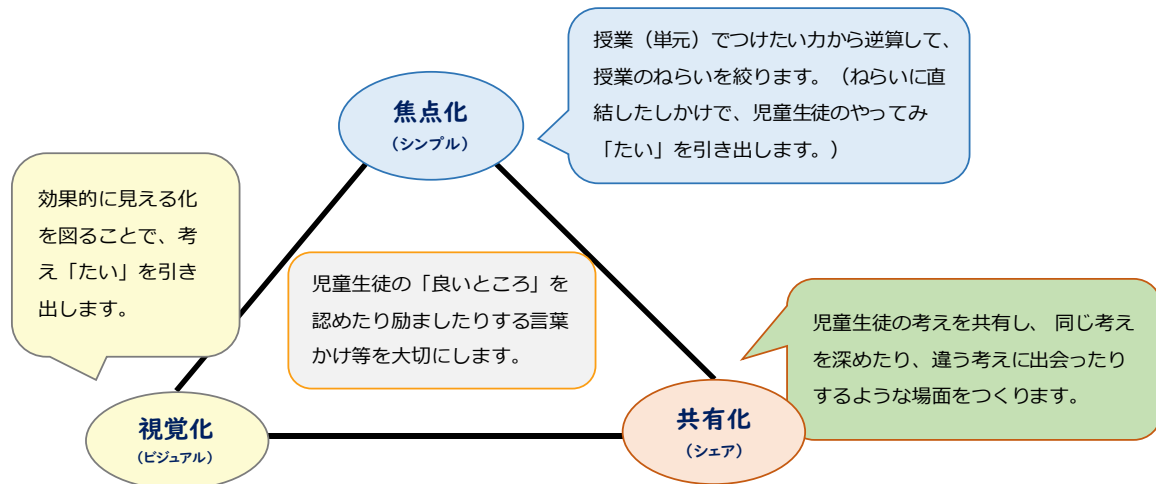 授業（単元）でつけたい力から逆算して、
授業のねらいを絞ります。（ねらいに直
結したしかけで、児童生徒のやってみ
「たい」を引き出します。）
焦点化
（シンプル）
効果的に見える化
を図ることで、考
え「たい」を引き
出します。
児童生徒の「良いところ」を
認めたり励ましたりする言葉
かけ等を大切にします。
児童生徒の考えを共有し、 同じ考え
を深めたり、違う考えに出会ったり
するような場面をつくります。
視覚化
（ビジュアル）
共有化
（シェア）